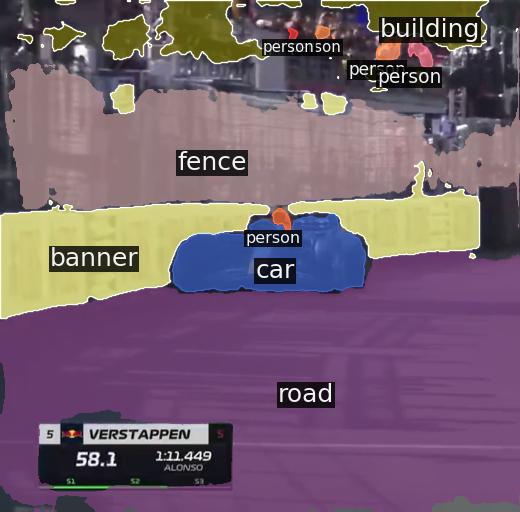 building
personson
person
person
fence
person
banner
car
road
5 VERSTAPPEN 5
58.1 1:11.449
ALONSO
S1 S2 S3